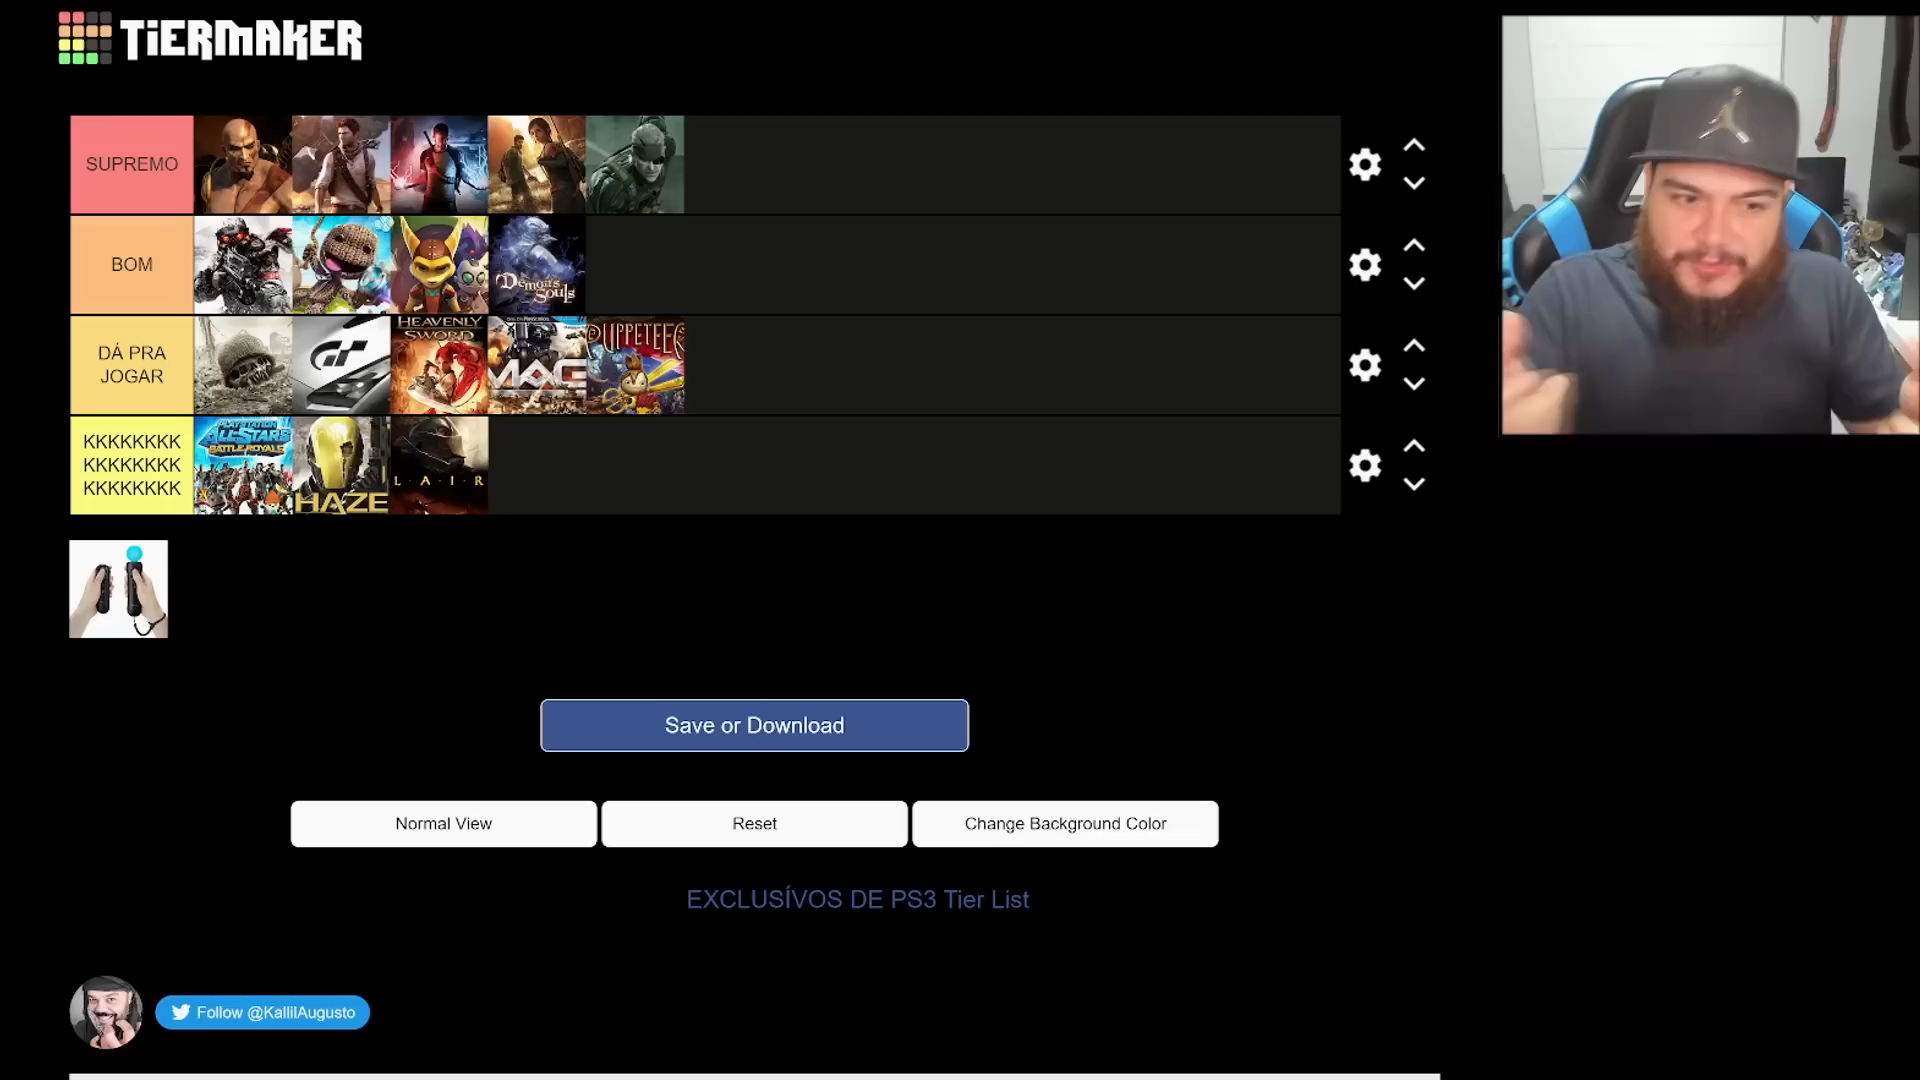 TiERMAKER
SUPREMO
BOM
Demon's
Souls
DÁ PRA
JOGAR
GT
HEAVENLY
SWORD
MAG
PUPPETEER
KKKKKKKK
KKKKKKKK
KKKKKKKK
PLAYSTATION
ALL-STARS
BATTLE ROYALE
HAZE
L·A·I·R
Save or Download
Normal View
Reset
Change Background Color
EXCLUSÍVOS DE PS3 Tier List
Follow @KallilAugusto